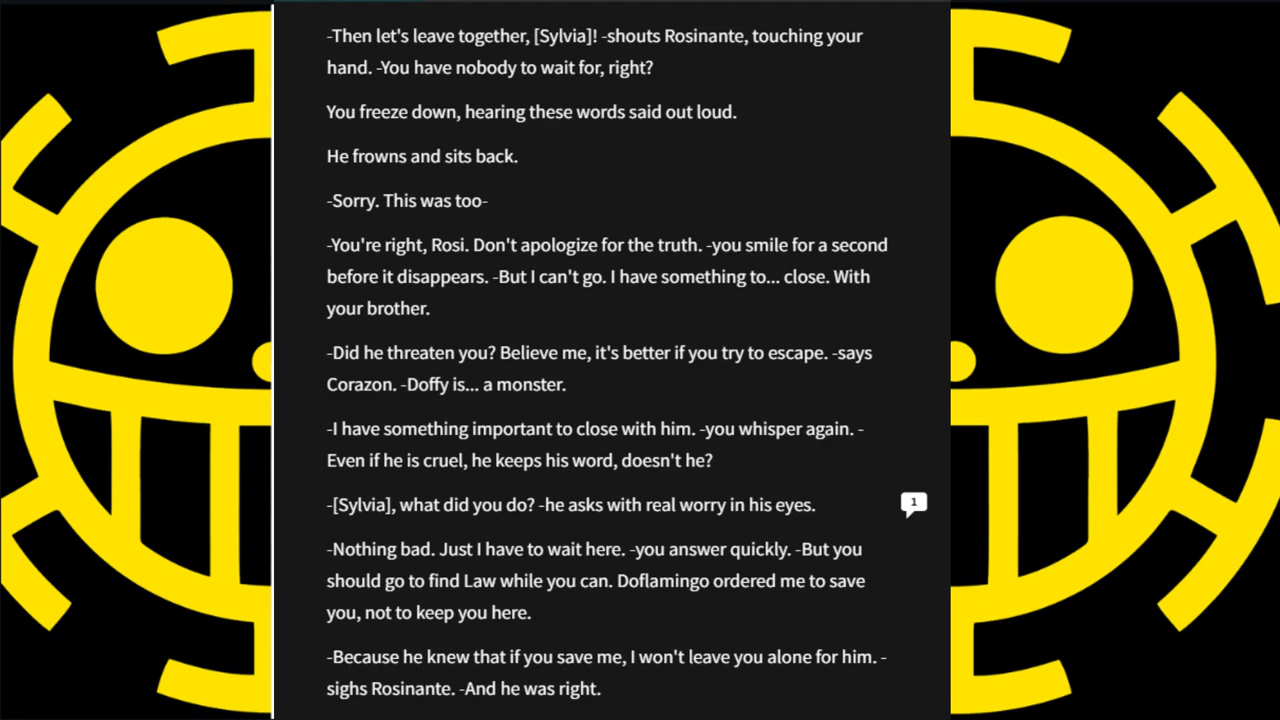 -Then let's leave together, [Sylvia]! -shouts Rosinante, touching your
hand. -You have nobody to wait for, right?
You freeze down, hearing these words said out loud.
He frowns and sits back.
-Sorry. This was too-
-You're right, Rosi. Don't apologize for the truth. -you smile for a second
before it disappears. -But I can't go. I have something to... close. With
your brother.
-Did he threaten you? Believe me, it's better if you try to escape. -says
Corazon. -Doffy is... a monster.
-I have something important to close with him. -you whisper again. -
Even if he is cruel, he keeps his word, doesn't he?
-[Sylvia], what did you do? -he asks with real worry in his eyes.
1
-Nothing bad. Just I have to wait here. -you answer quickly. -But you
should go to find Law while you can. Doflamingo ordered me to save
you, not to keep you here.
-Because he knew that if you save me, I won't leave you alone for him. -
sighs Rosinante. -And he was right.